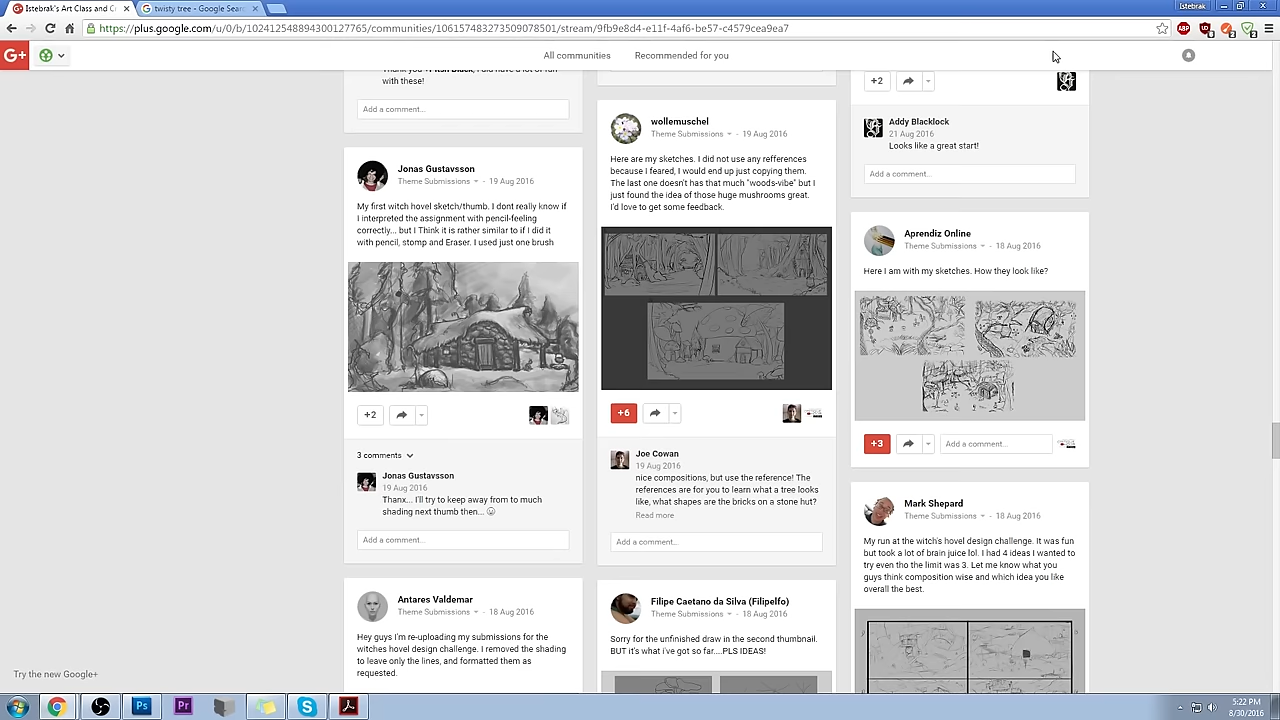 Istebrak's Art Class and C
twisty tree - Google Sear
Istebrak
https://plus.google.com/u/0/b/102412548894300127765/communities/106157483273509078501/stream/9fb9e8d4-e11f-4af6-be57-c4579cea9ea7
G+
All communities
Recommended for you
with these!
Add a comment...
Jonas Gustavsson
Theme Submissions - 19 Aug 2016
My first witch hovel sketch/thumb. I dont really know if
I interpreted the assignment with pencil-feeling
correctly... but I Think it is rather similar to if I did it
with pencil, stomp and Eraser. I used just one brush
+2
3 comments
Jonas Gustavsson
19 Aug 2016
Thanx... I'll try to keep away from to much
shading next thumb then...
Add a comment...
Antares Valdemar
Theme Submissions - 18 Aug 2016
Hey guys I'm re-uploading my submissions for the
witches hovel design challenge. I removed the shading
to leave only the lines, and formatted them as
requested.
wollemuschel
Theme Submissions - 19 Aug 2016
Here are my sketches. I did not use any refferences
because I feared, I would end up just copying them.
The last one doesn't has that much "woods-vibe" but I
just found the idea of those huge mushrooms great.
I'd love to get some feedback.
+6
Joe Cowan
19 Aug 2016
nice compositions, but use the reference! The
references are for you to learn what a tree looks
like, what shapes are the bricks on a stone hut?
Read more
Add a comment...
Filipe Caetano da Silva (Filipelfo)
Theme Submissions - 18 Aug 2016
Sorry for the unfinished draw in the second thumbnail.
BUT it's what i've got so far....PLS IDEAS!
+2
Addy Blacklock
21 Aug 2016
Looks like a great start!
Add a comment...
Aprendiz Online
Theme Submissions - 18 Aug 2016
Here I am with my sketches. How they look like?
+3
Add a comment...
Mark Shepard
Theme Submissions - 18 Aug 2016
My run at the witch's hovel design challenge. It was fun
but took a lot of brain juice lol. I had 4 ideas I wanted to
try even tho the limit was 3. Let me know what you
guys think composition wise and which idea you like
overall the best.
Try the new Google+
5:22 PM
8/30/2016